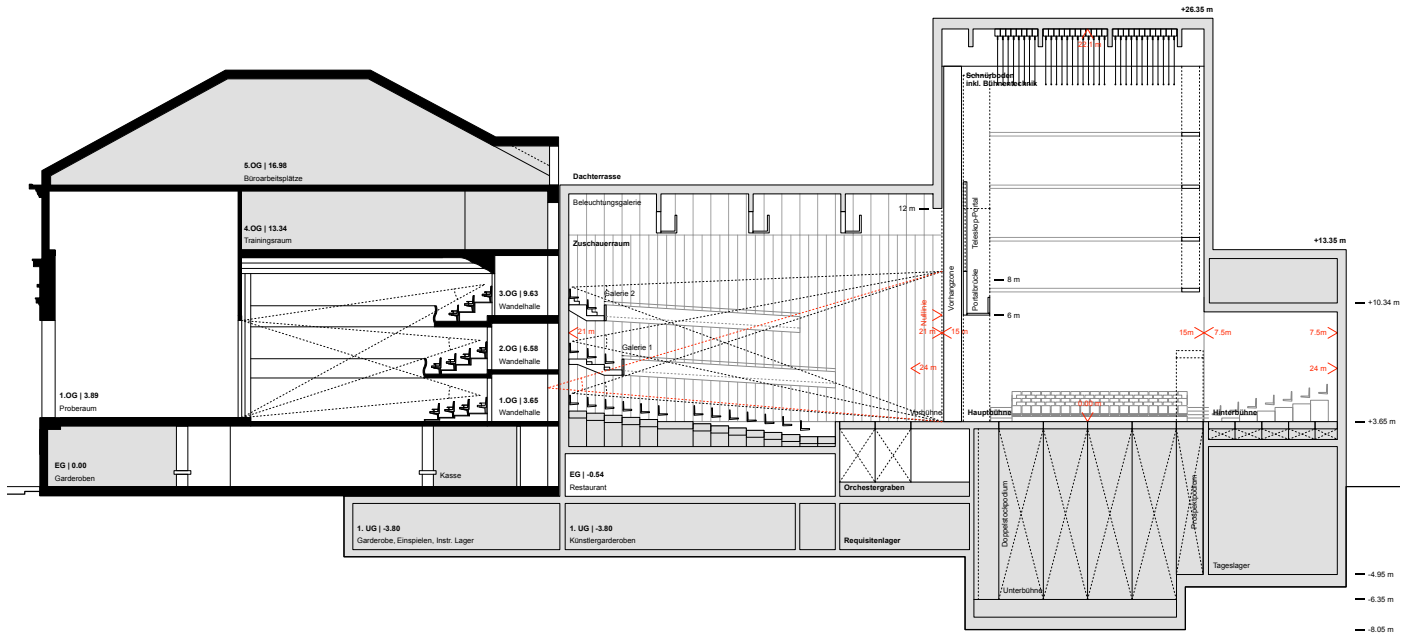 +26.35 m
22.1 m
Schnürboden
inkl. Bühnentechnik
5.OG | 16.98
Büroarbeitsplätze
Dachterrasse
Beleuchtungsgalerie
12 m
4.OG | 13.34
Trainingsraum
Zuschauerraum
Teleskop-Portal
+13.35 m
3.OG | 9.63
Wandelhalle
Galerie 2
Nullinie
Vorhangzone
Portalbrücke
8 m
6 m
+10.34 m
21 m
21 m
15 m
15m
7.5m
7.5m
2.OG | 6.58
Wandelhalle
Galerie 1
24 m
24 m
1.OG | 3.89
Proberaum
1.OG | 3.65
Wandelhalle
Vorbühne
Hauptbühne
Hinterbühne
+3.65 m
EG | 0.00
Garderoben
Kasse
EG | -0.54
Restaurant
Orchestergraben
Doppelstockpodium
Prospektpodium
1. UG | -3.80
Garderobe, Einspielen, Instr. Lager
1. UG | -3.80
Künstlergarderoben
Requisitenlager
Tageslager
Unterbühne
-4.95 m
-6.35 m
-8.05 m